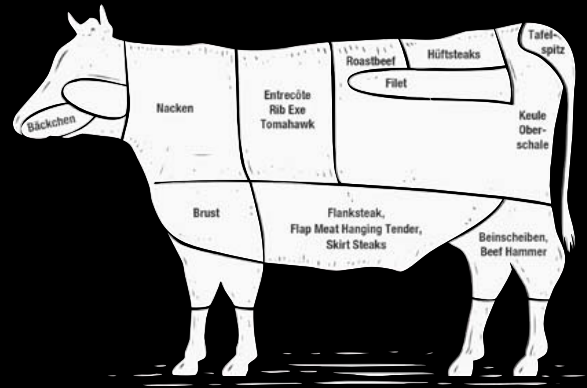 Tafel-
spitz
Roastbeef
Hüftsteaks
Filet
Entrecôte
Rib Exe
Tomahawk
Nacken
Keule
Ober-
schale
Bäckchen
Brust
Flanksteak,
Flap Meat Hanging Tender,
Skirt Steaks
Beinscheiben,
Beef Hammer